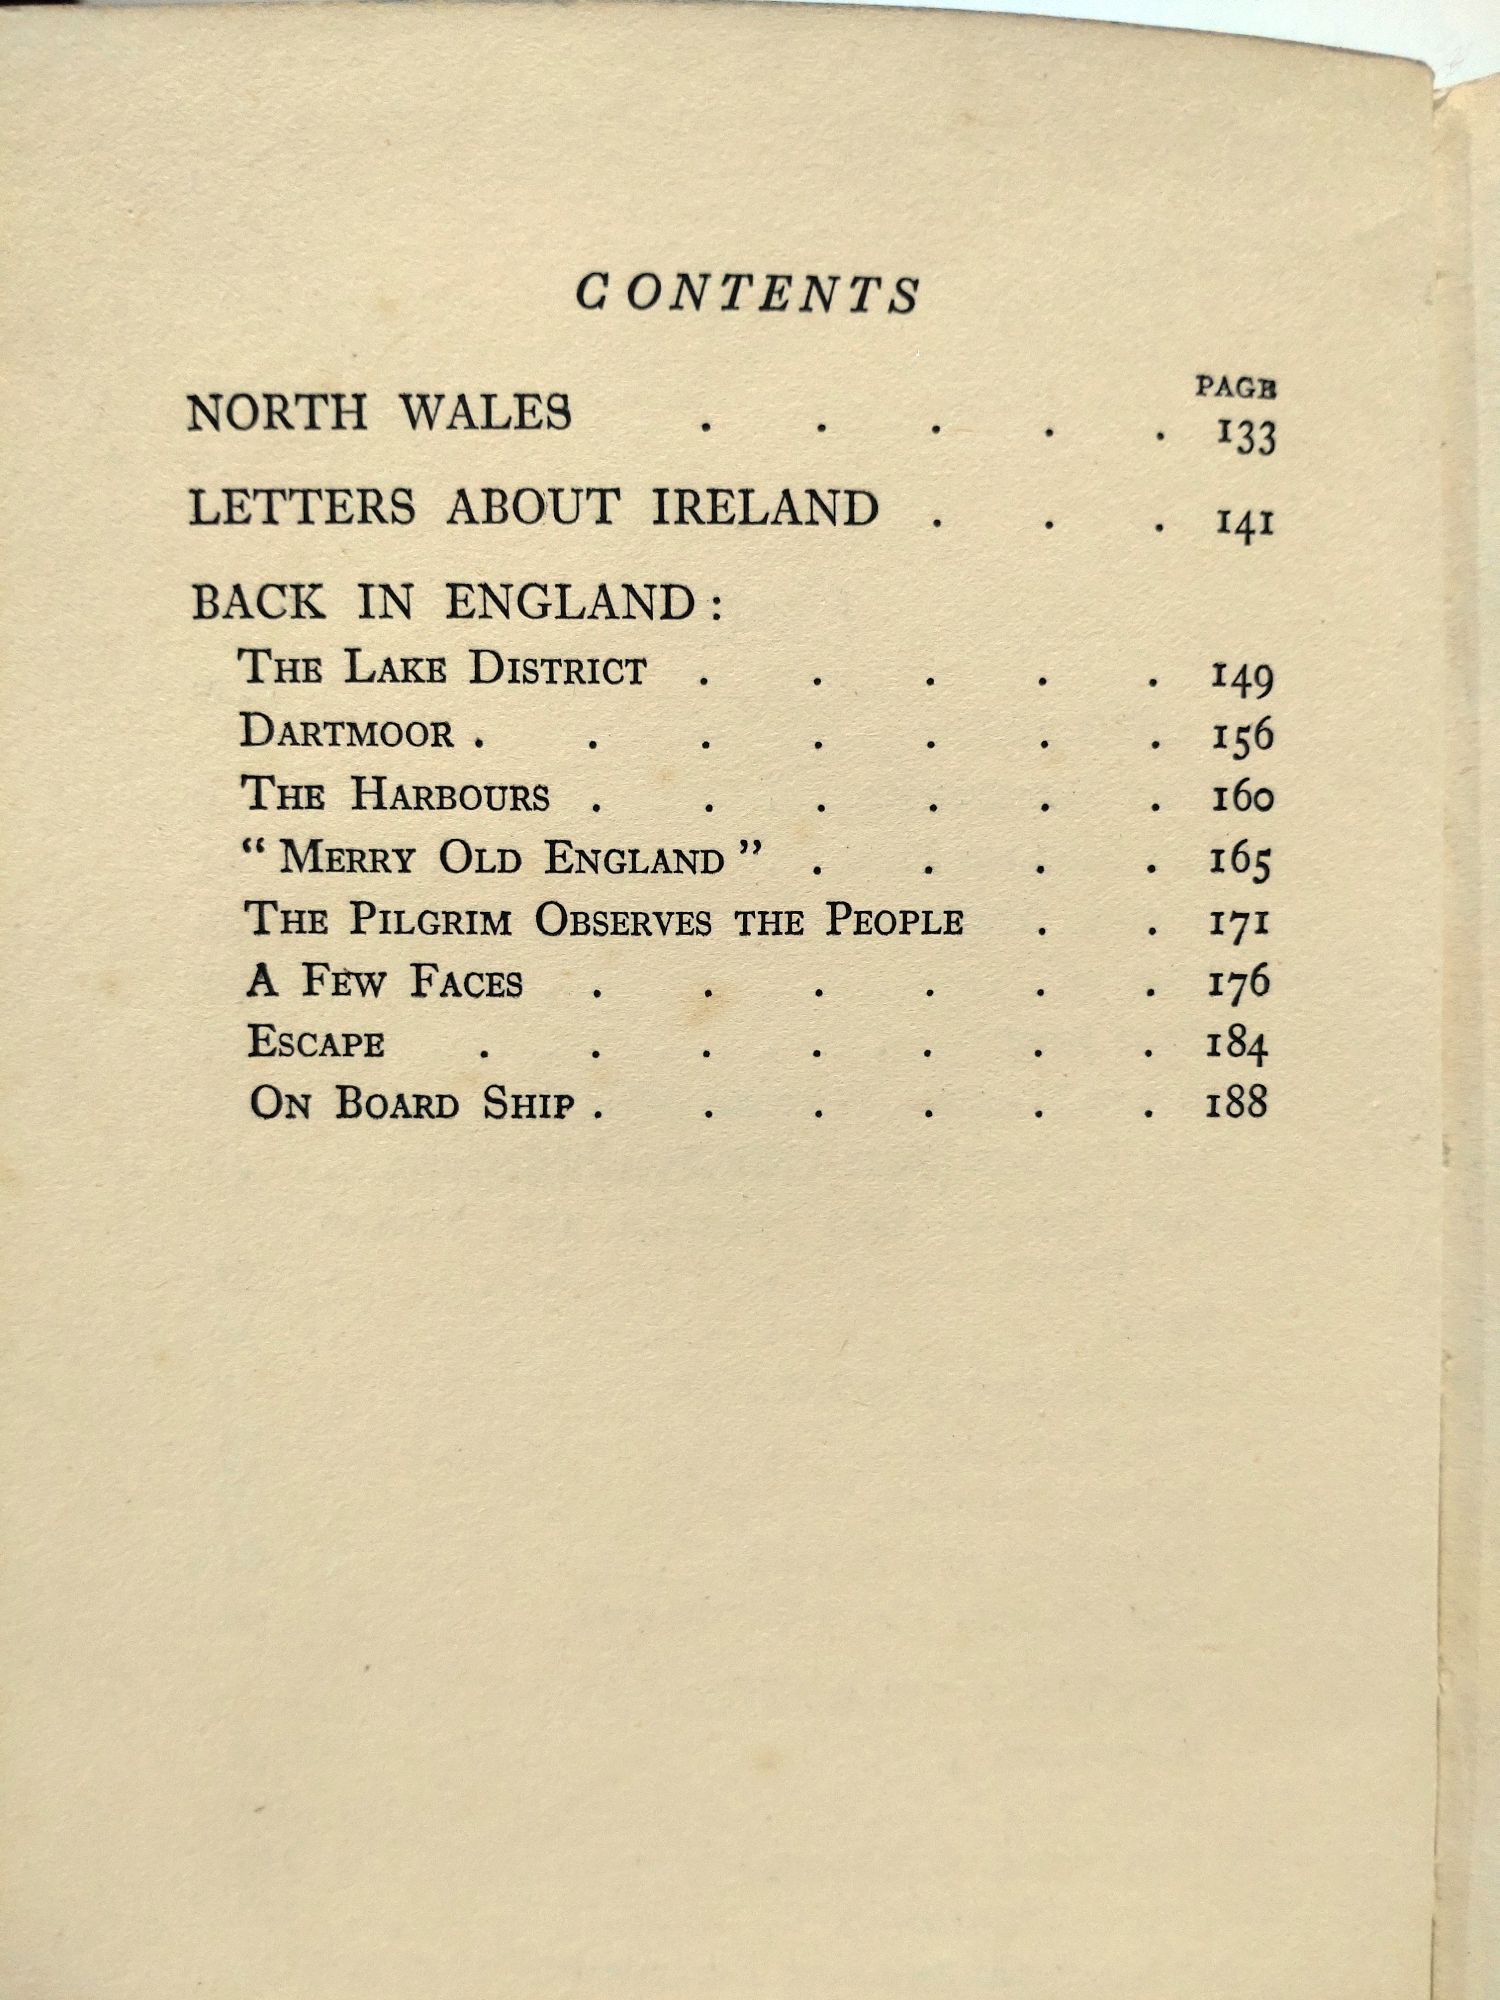 CONTENTS
PAGE
NORTH WALES . . . . . 133
LETTERS ABOUT IRELAND . . . 141
BACK IN ENGLAND:
THE LAKE DISTRICT . . . . . 149
DARTMOOR . . . . . . . 156
THE HARBOURS . . . . . . 160
“MERRY OLD ENGLAND” . . . . 165
THE PILGRIM OBSERVES THE PEOPLE . . 171
A FEW FACES . . . . . . 176
ESCAPE . . . . . . . 184
ON BOARD SHIP . . . . . . 188